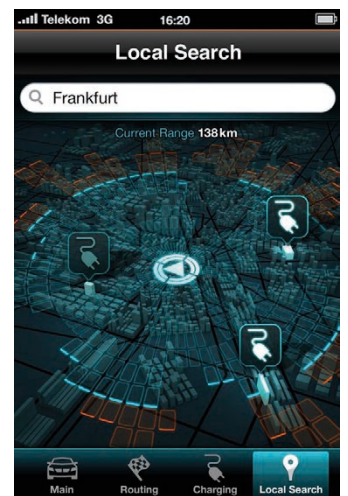 Telekom 3G 16:20
Local Search
Frankfurt
Current Range 138km
Main Routing Charging Local Search